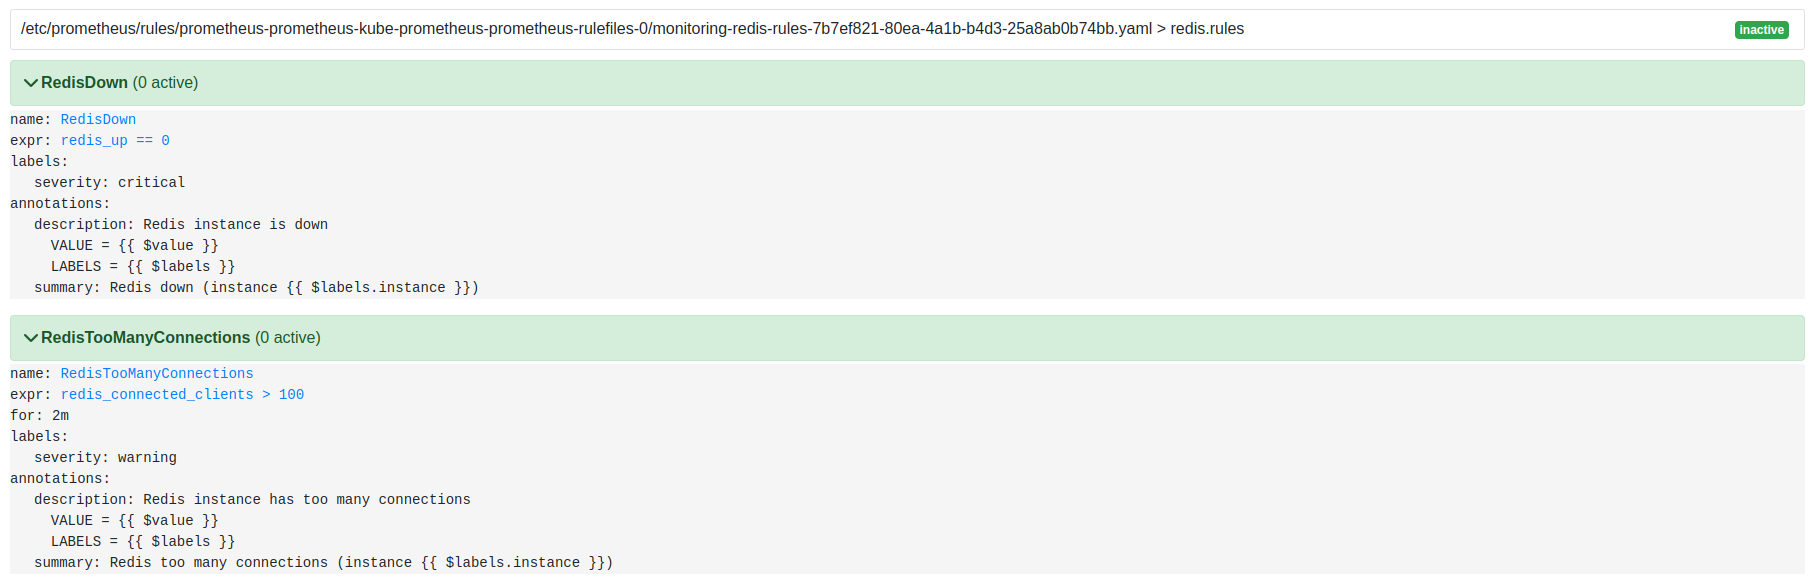 /etc/prometheus/rules/prometheus-prometheus-kube-prometheus-prometheus-rulefiles-0/monitoring-redis-rules-7b7ef821-80ea-4a1b-b4d3-25a8ab0b74bb.yaml > redis.rules
inactive
RedisDown (0 active)
name: RedisDown
expr: redis_up == 0
labels:
severity: critical
annotations:
description: Redis instance is down
VALUE = {{ $value }}
LABELS = {{ $labels }}
summary: Redis down (instance {{ $labels.instance }})
RedisTooManyConnections (0 active)
name: RedisTooManyConnections
expr: redis_connected_clients > 100
for: 2m
labels:
severity: warning
annotations:
description: Redis instance has too many connections
VALUE = {{ $value }}
LABELS = {{ $labels }}
summary: Redis too many connections (instance {{ $labels.instance }})